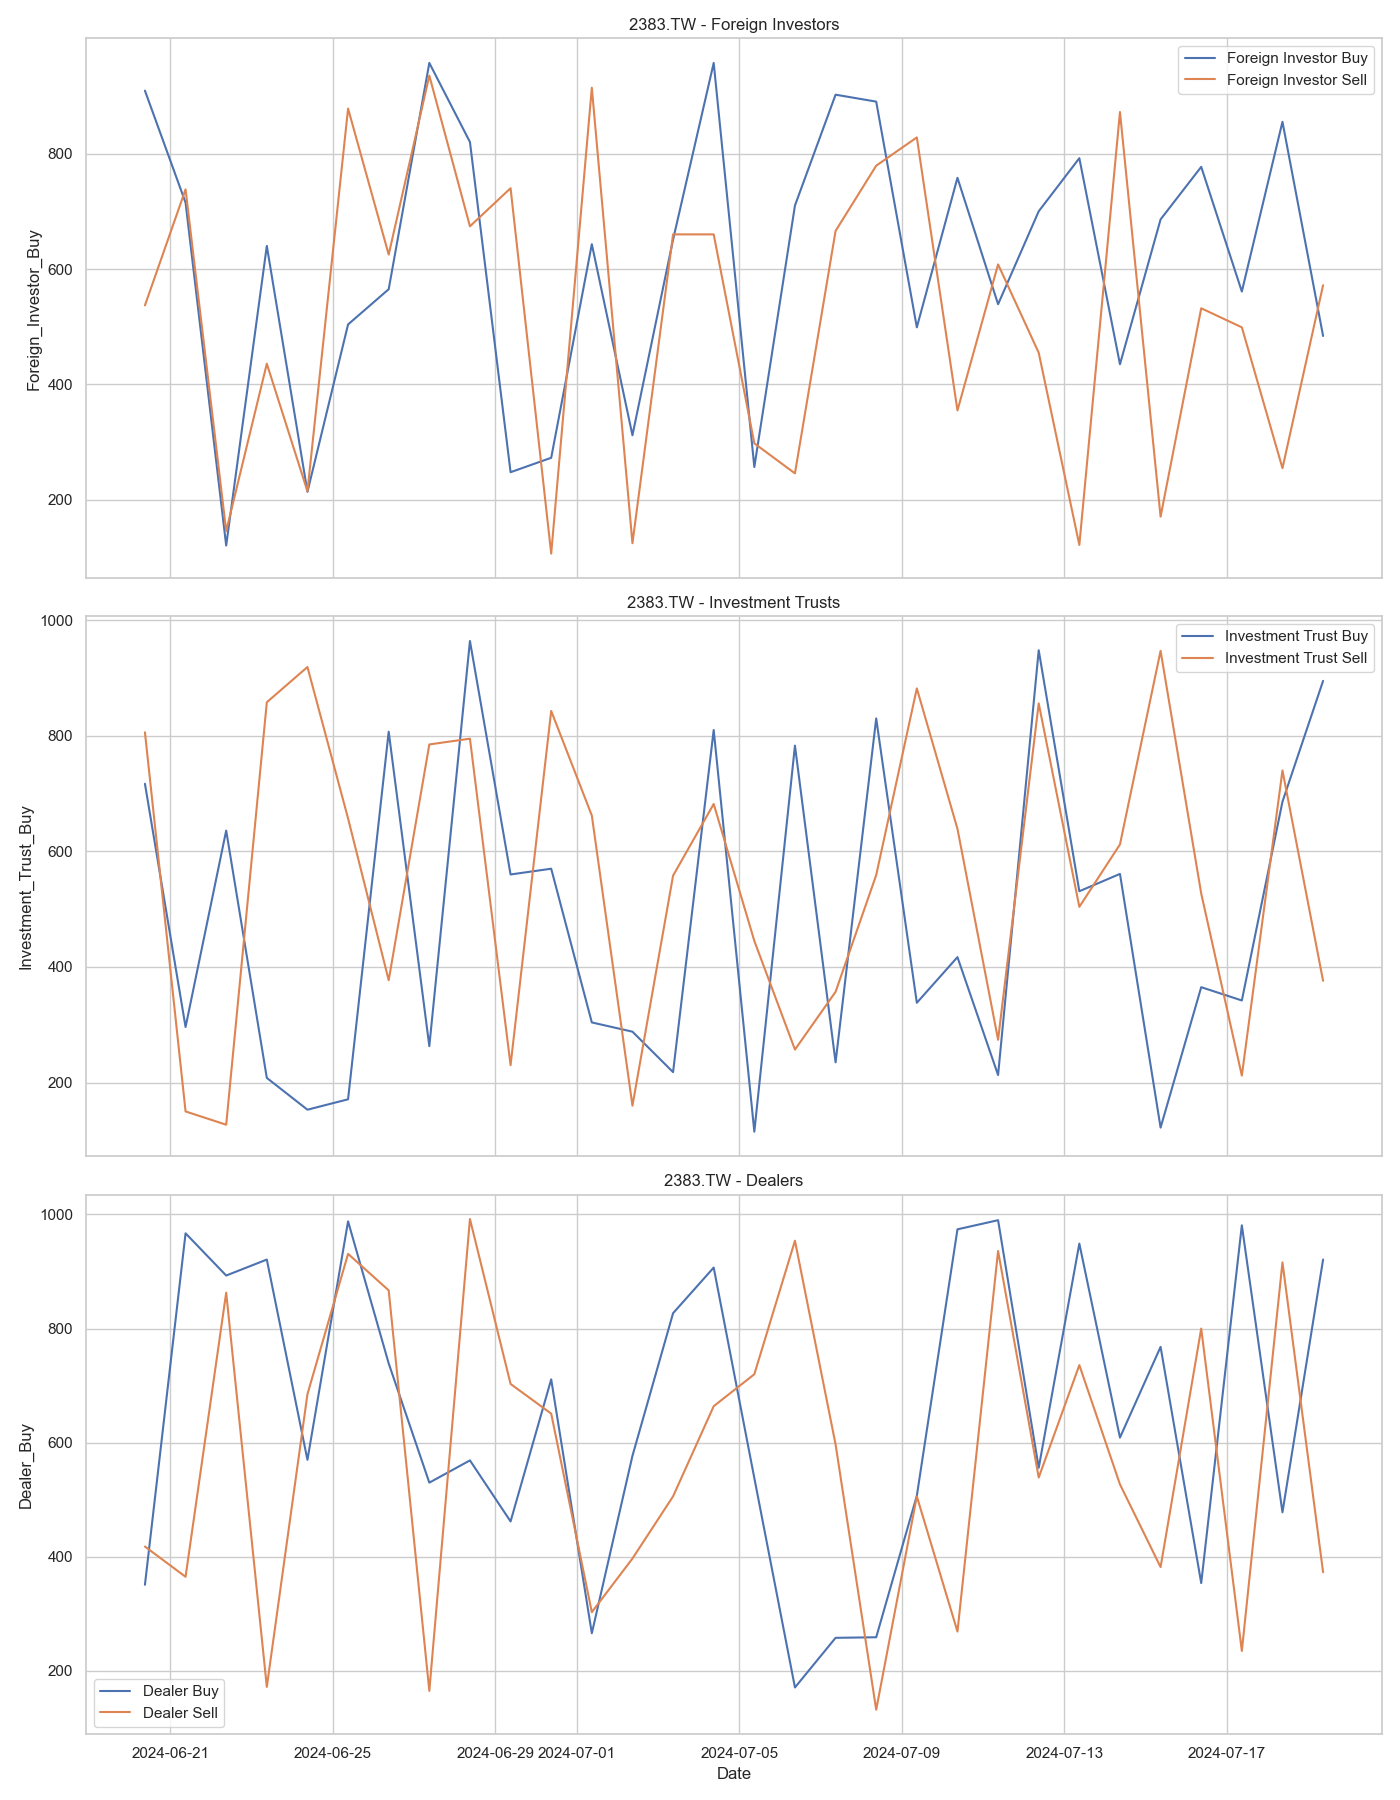 2383.TW - Foreign Investors
Foreign Investor Buy
Foreign Investor Sell
Foreign_Investor_Buy
800
600
400
200
2383.TW - Investment Trusts
Investment Trust Buy
Investment Trust Sell
Investment_Trust_Buy
1000
800
600
400
200
2383.TW - Dealers
Dealer_Buy
1000
800
600
400
200
Dealer Buy
Dealer Sell
2024-06-21 2024-06-25 2024-06-29 2024-07-01 2024-07-05 2024-07-09 2024-07-13 2024-07-17
Date